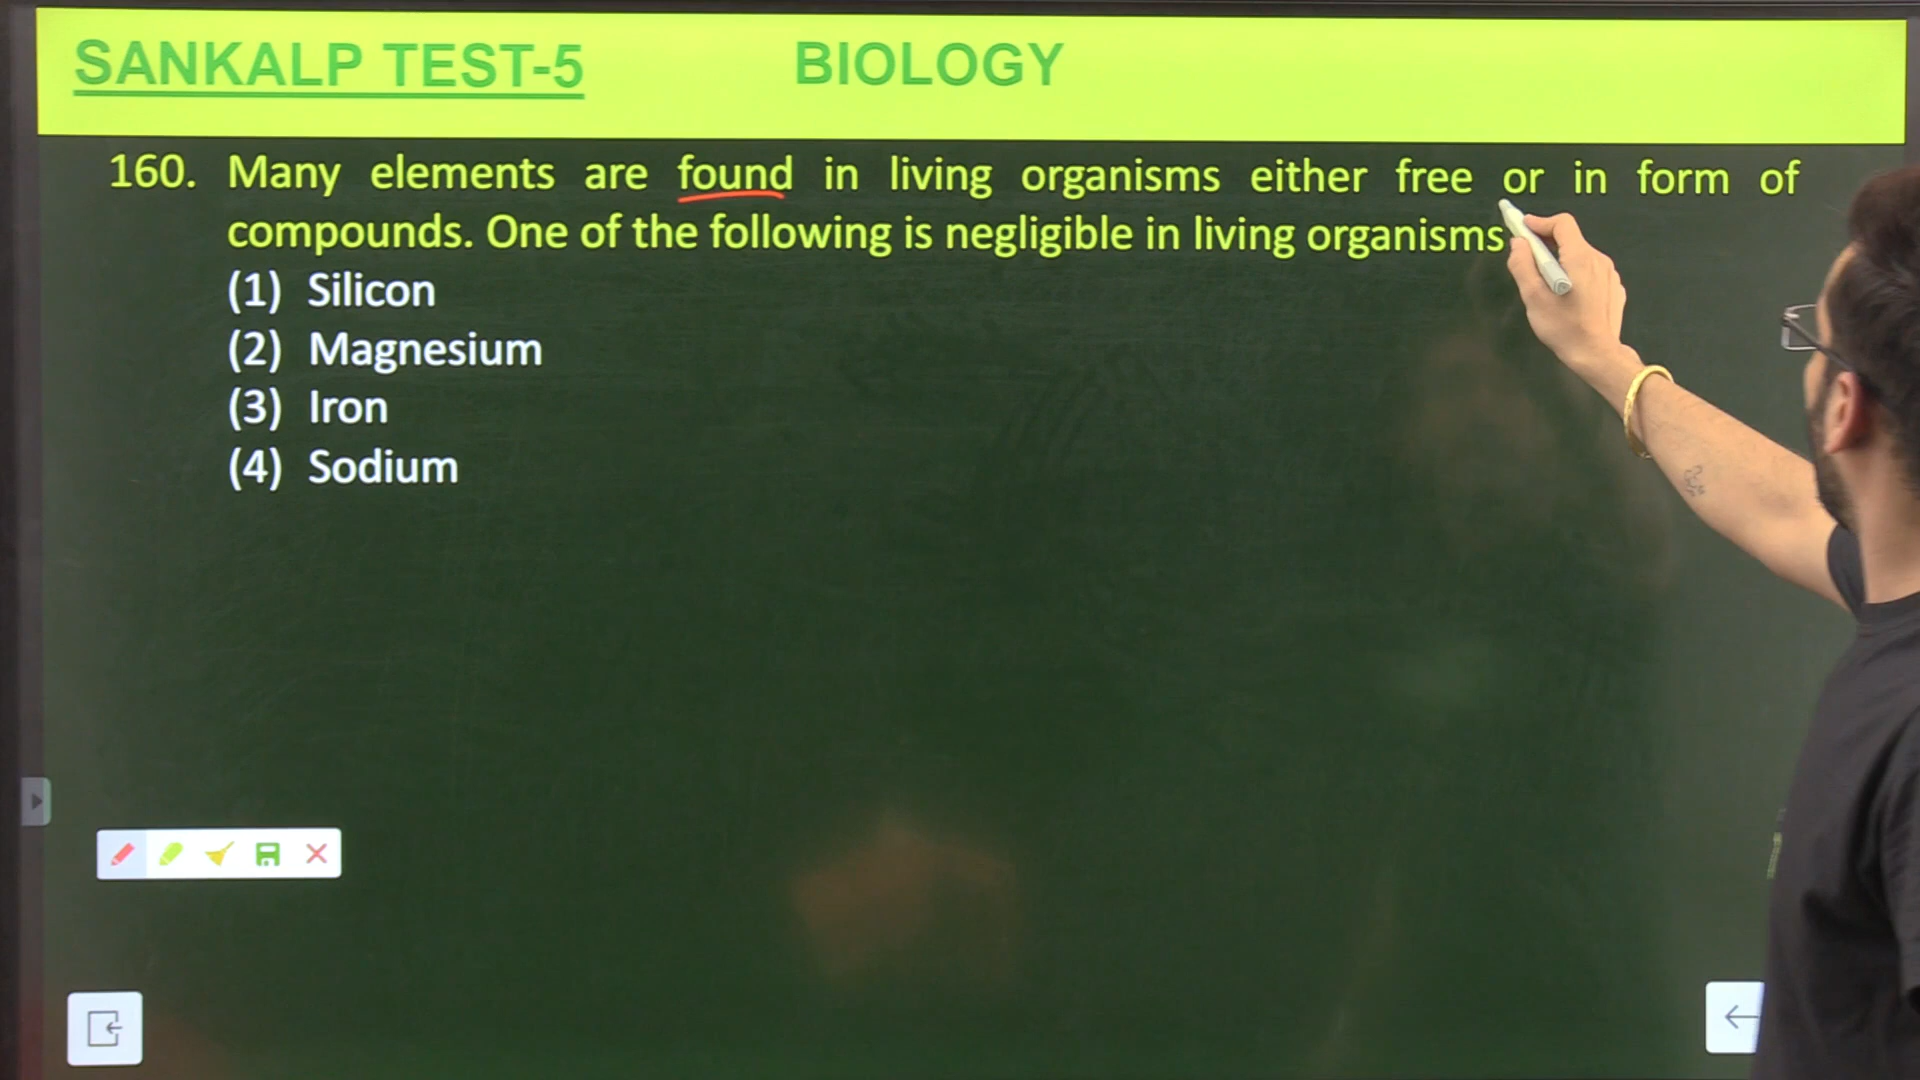 SANKALP TEST-5 BIOLOGY
160. Many elements are found in living organisms either free or in form of
compounds. One of the following is negligible in living organisms
(1) Silicon
(2) Magnesium
(3) Iron
(4) Sodium